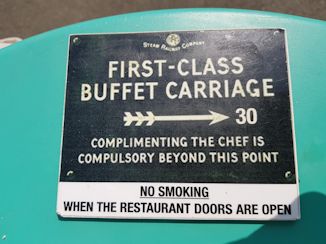 STEAM RAILWAY COMPANY
FIRST-CLASS
BUFFET CARRIAGE
30
COMPLIMENTING THE CHEF IS
COMPULSORY BEYOND THIS POINT
NO SMOKING
WHEN THE RESTAURANT DOORS ARE OPEN